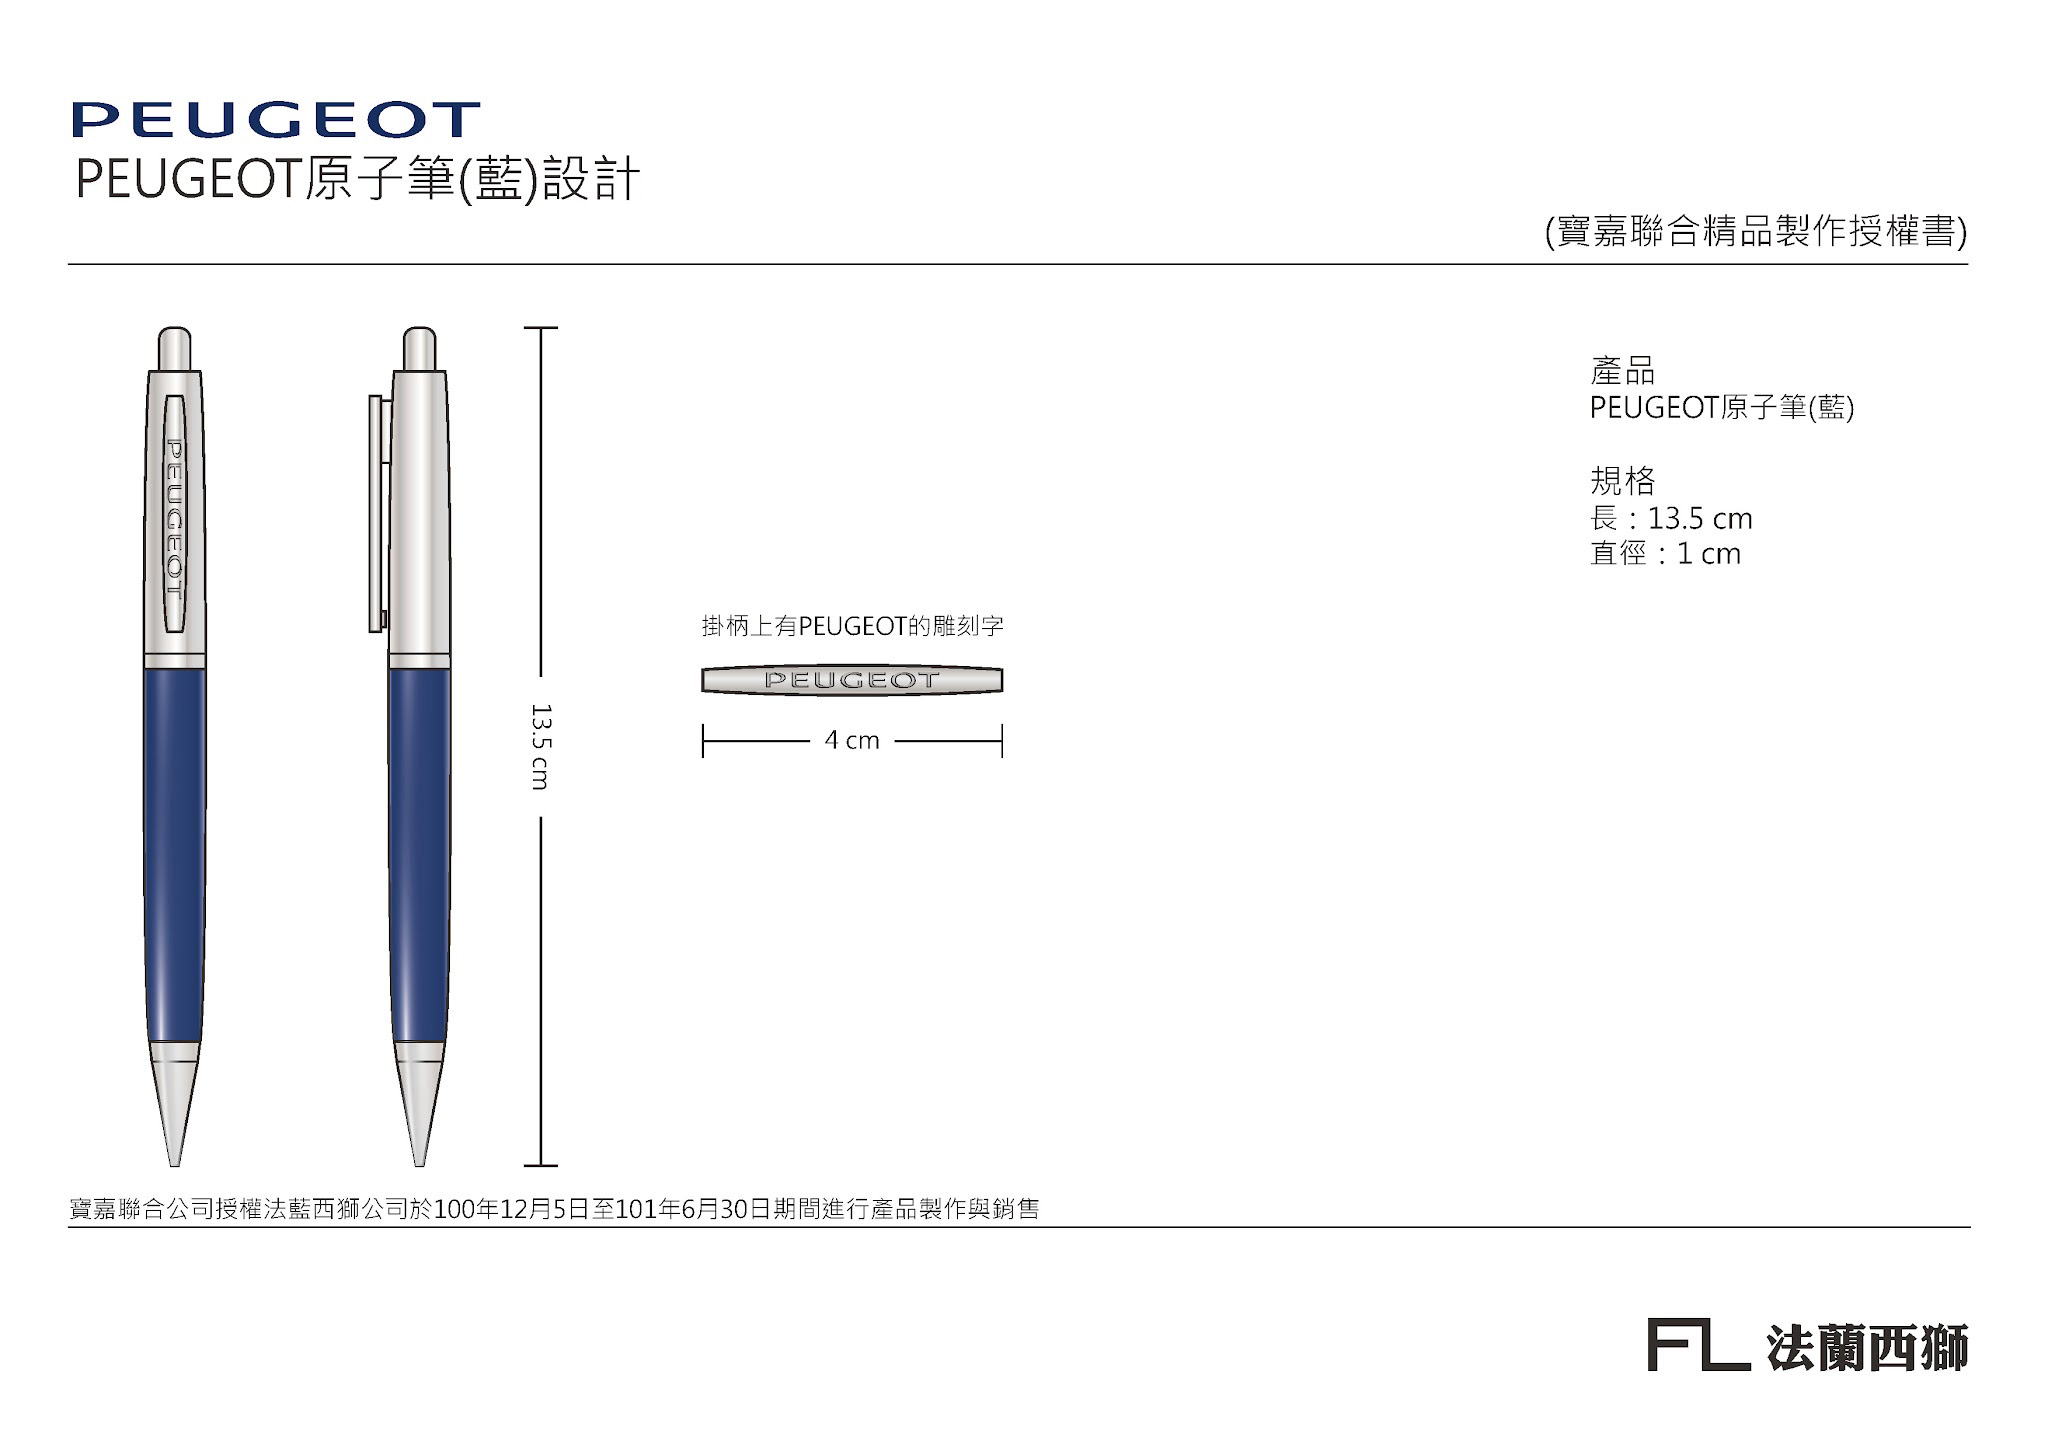 PEUGEOT
PEUGEOT原子筆(藍)設計
(寶嘉聯合精品製作授權書)
PEUGEOT
13.5 cm
掛柄上有PEUGEOT的雕刻字
PEUGEOT
4 cm
產品
PEUGEOT原子筆(藍)
規格
長：13.5 cm
直徑：1 cm
寶嘉聯合公司授權法藍西獅公司於100年12月5日至101年6月30日期間進行產品製作與銷售
FL 法蘭西獅